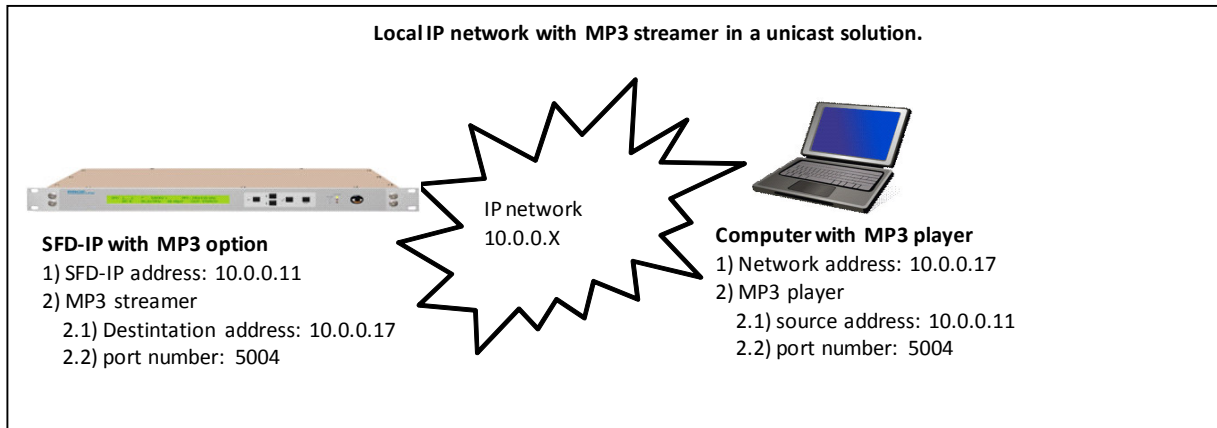 Local IP network with MP3 streamer in a unicast solution.
IP network
10.0.0.X
SFD-IP with MP3 option
1) SFD-IP address: 10.0.0.11
2) MP3 streamer
2.1) Destintation address: 10.0.0.17
2.2) port number: 5004
Computer with MP3 player
1) Network address: 10.0.0.17
2) MP3 player
2.1) source address: 10.0.0.11
2.2) port number: 5004